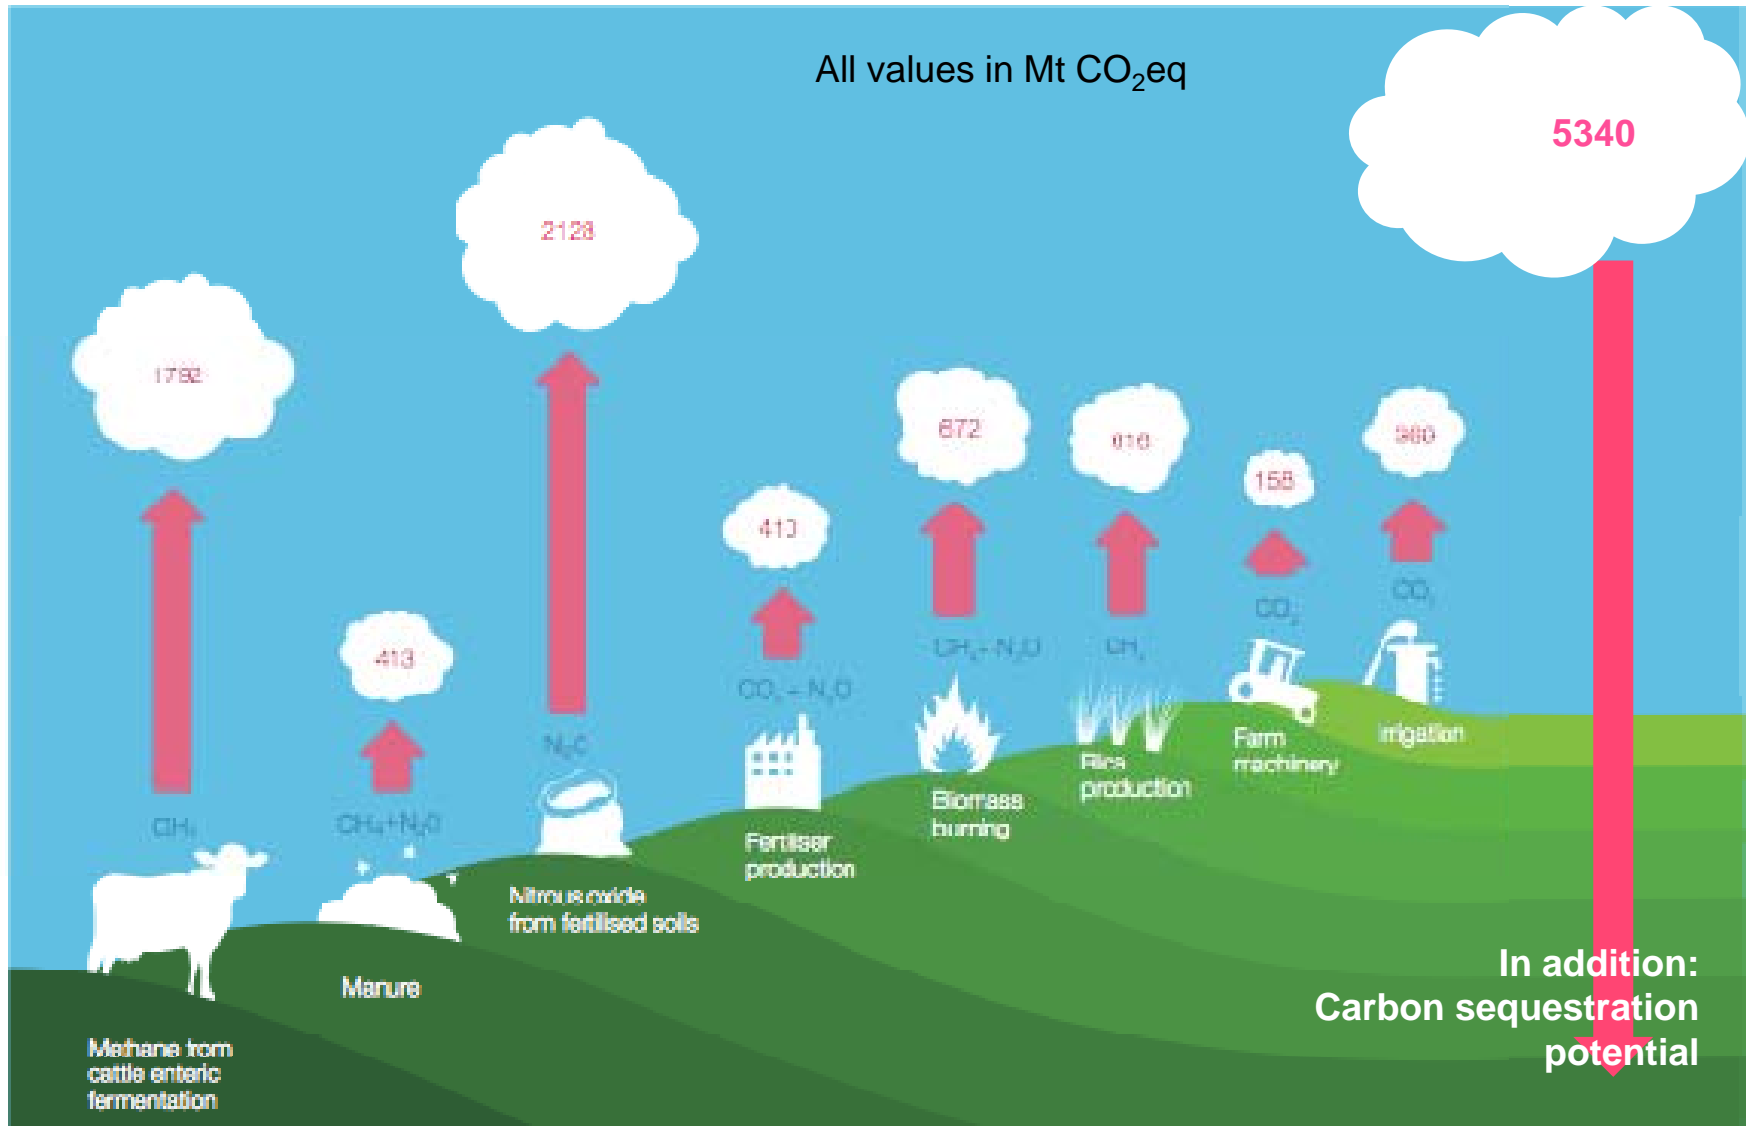 All values in Mt CO₂eq
5340
2128
1792
672
616
360
158
413
413
CO₂
CO₂
CH₄+N₂O
CH₄
CO₂+N₂O
N₂O
CH₄
CH₄+N₂O
Irrigation
Farm
machinery
Rice
production
Biomass
burning
Fertiliser
production
Nitrous oxide
from fertilised soils
Manure
Methane from
cattle enteric
fermentation
In addition:
Carbon sequestration
potential